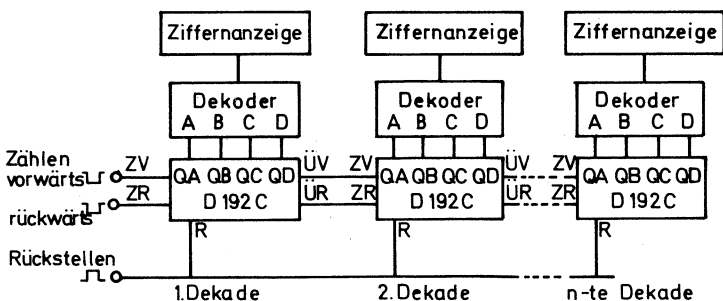 Ziffernanzeige Ziffernanzeige Ziffernanzeige
Dekoder Dekoder Dekoder
A B C D A B C D A B C D
Zählen ZV ÜV ZV ÜV ZV
vorwärts QA QB QC QD QA QB QC QD QA QB QC QD
rückwärts ZR D 192 C ÜR ZR D 192 C ÜR ZR D 192 C
R R R
Rückstellen
1.Dekade 2.Dekade n-te Dekade